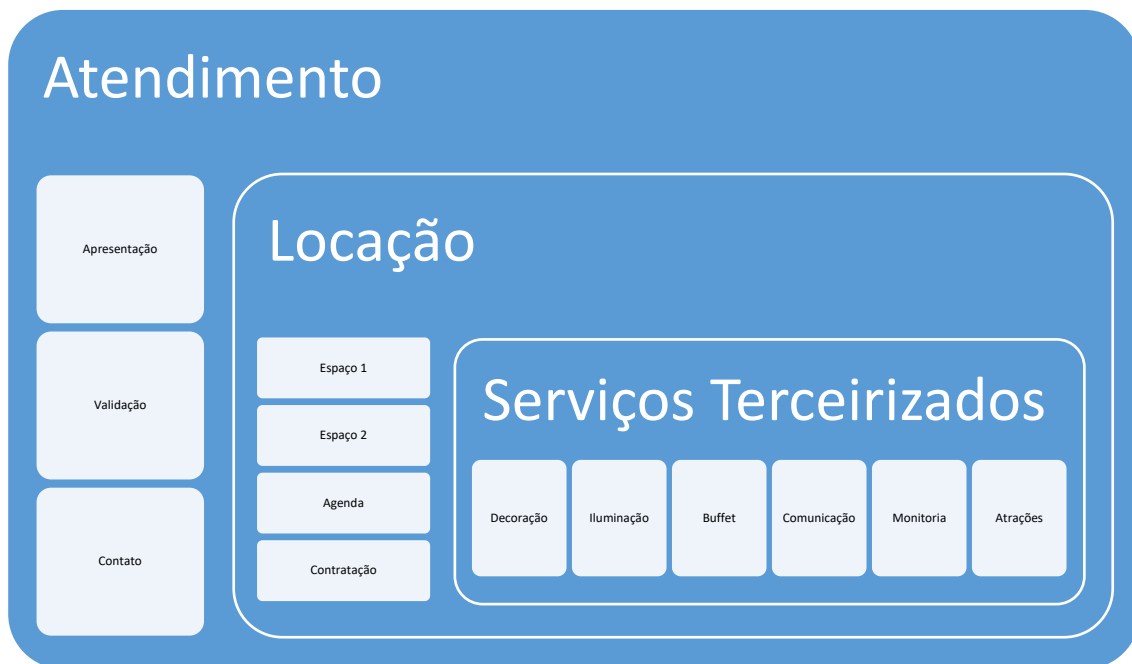 Atendimento
Apresentação
Validação
Contato
Locação
Espaço 1
Espaço 2
Agenda
Contratação
Serviços Terceirizados
Decoração
Iluminação
Buffet
Comunicação
Monitoria
Atrações